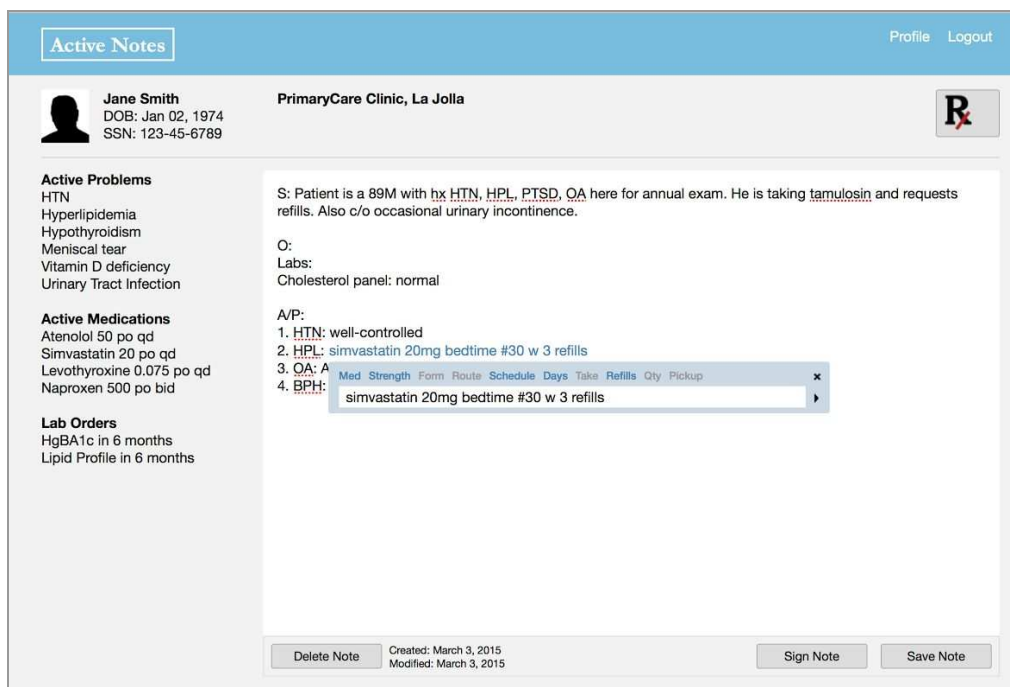 Active Notes
Profile Logout
Jane Smith
DOB: Jan 02, 1974
SSN: 123-45-6789
PrimaryCare Clinic, La Jolla
Rx
Active Problems
HTN
Hyperlipidemia
Hypothyroidism
Meniscal tear
Vitamin D deficiency
Urinary Tract Infection
Active Medications
Atenolol 50 po qd
Simvastatin 20 po qd
Levothyroxine 0.075 po qd
Naproxen 500 po bid
Lab Orders
HgBA1c in 6 months
Lipid Profile in 6 months
S: Patient is a 89M with hx HTN, HPL, PTSD, OA here for annual exam. He is taking tamulosin and requests
refills. Also c/o occasional urinary incontinence.
O:
Labs:
Cholesterol panel: normal
A/P:
1. HTN: well-controlled
2. HPL: simvastatin 20mg bedtime #30 w 3 refills
3. OA: A
4. BPH:
Med Strength Form Route Schedule Days Take Refills Qty Pickup
simvastatin 20mg bedtime #30 w 3 refills
Delete Note
Created: March 3, 2015
Modified: March 3, 2015
Sign Note
Save Note